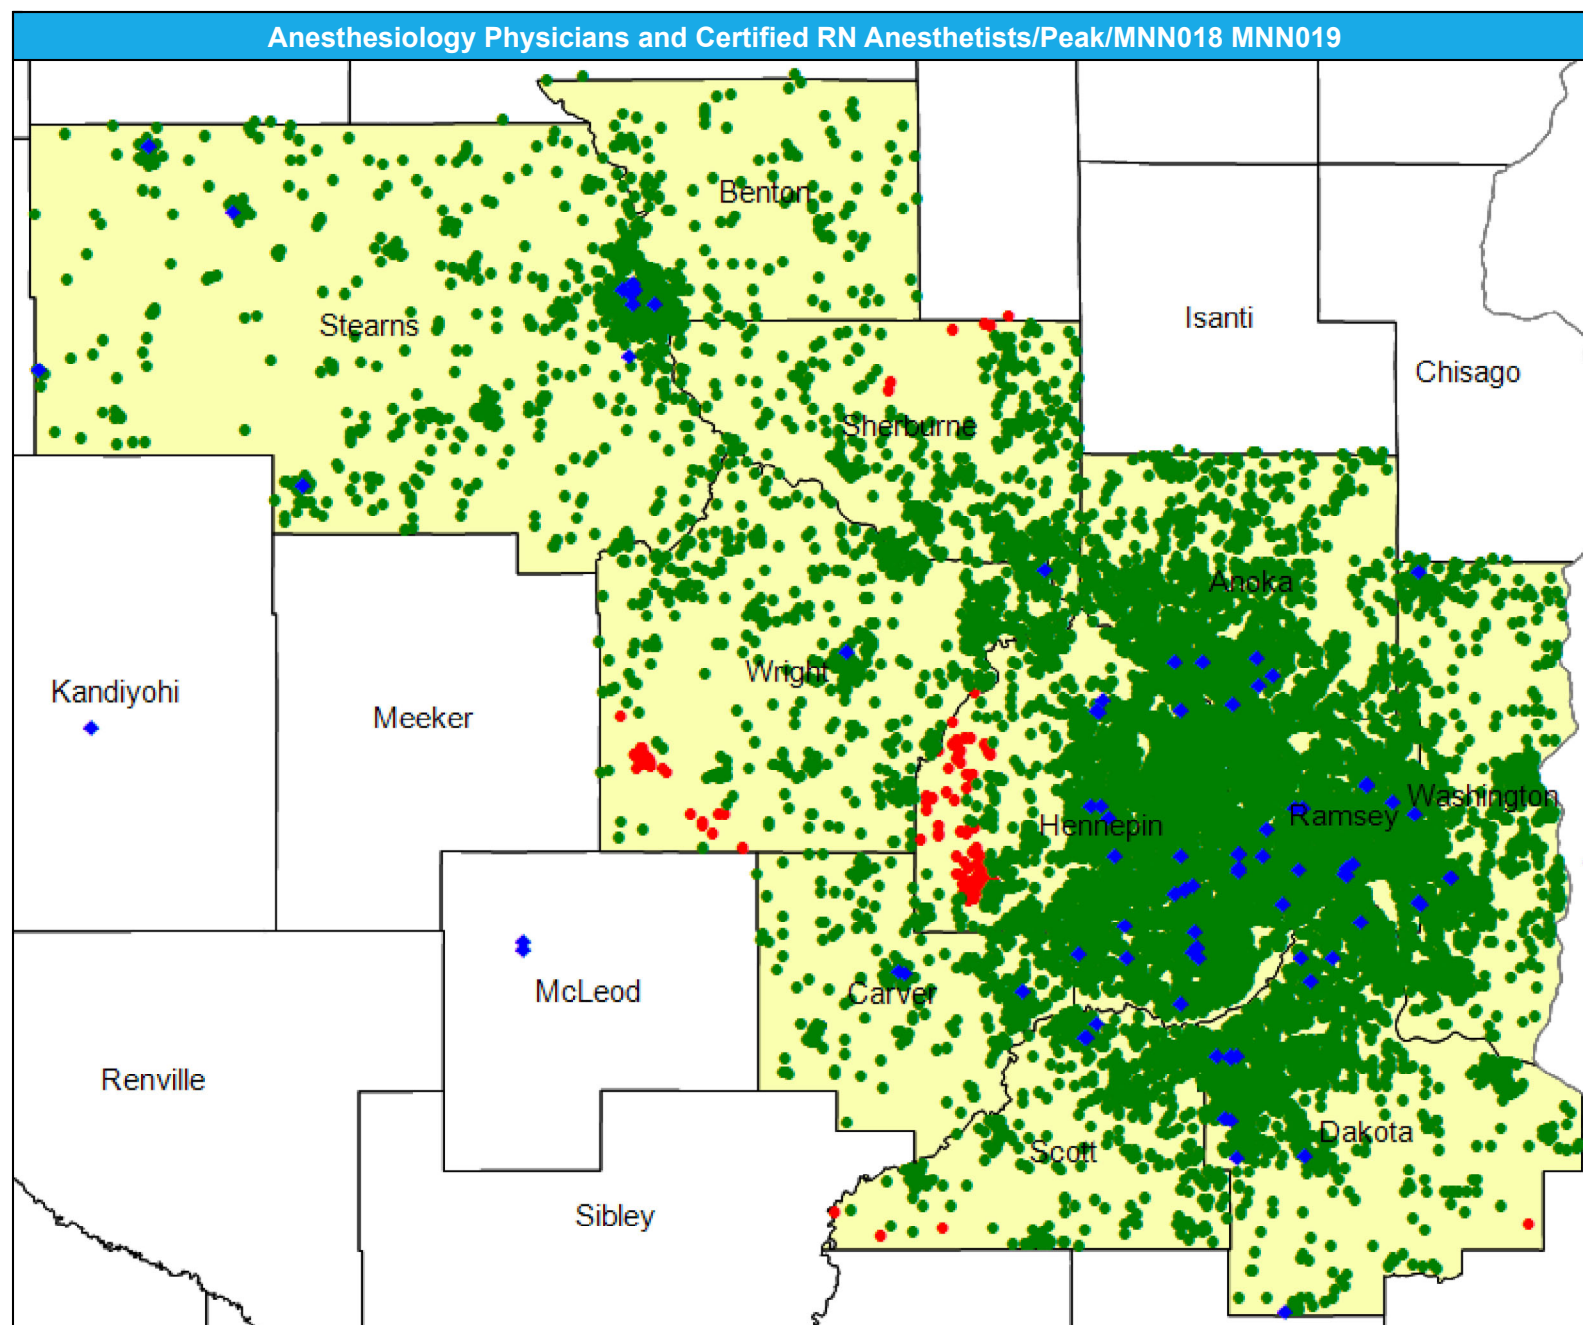 Anesthesiology Physicians and Certified RN Anesthetists/Peak/MNN018 MNN019
Benton
Stearns
Isanti
Chisago
Sherburne
Anoka
Wright
Kandiyohi
Meeker
Washington
Ramsey
Hennepin
McLeod
Carver
Renville
Dakota
Scott
Sibley